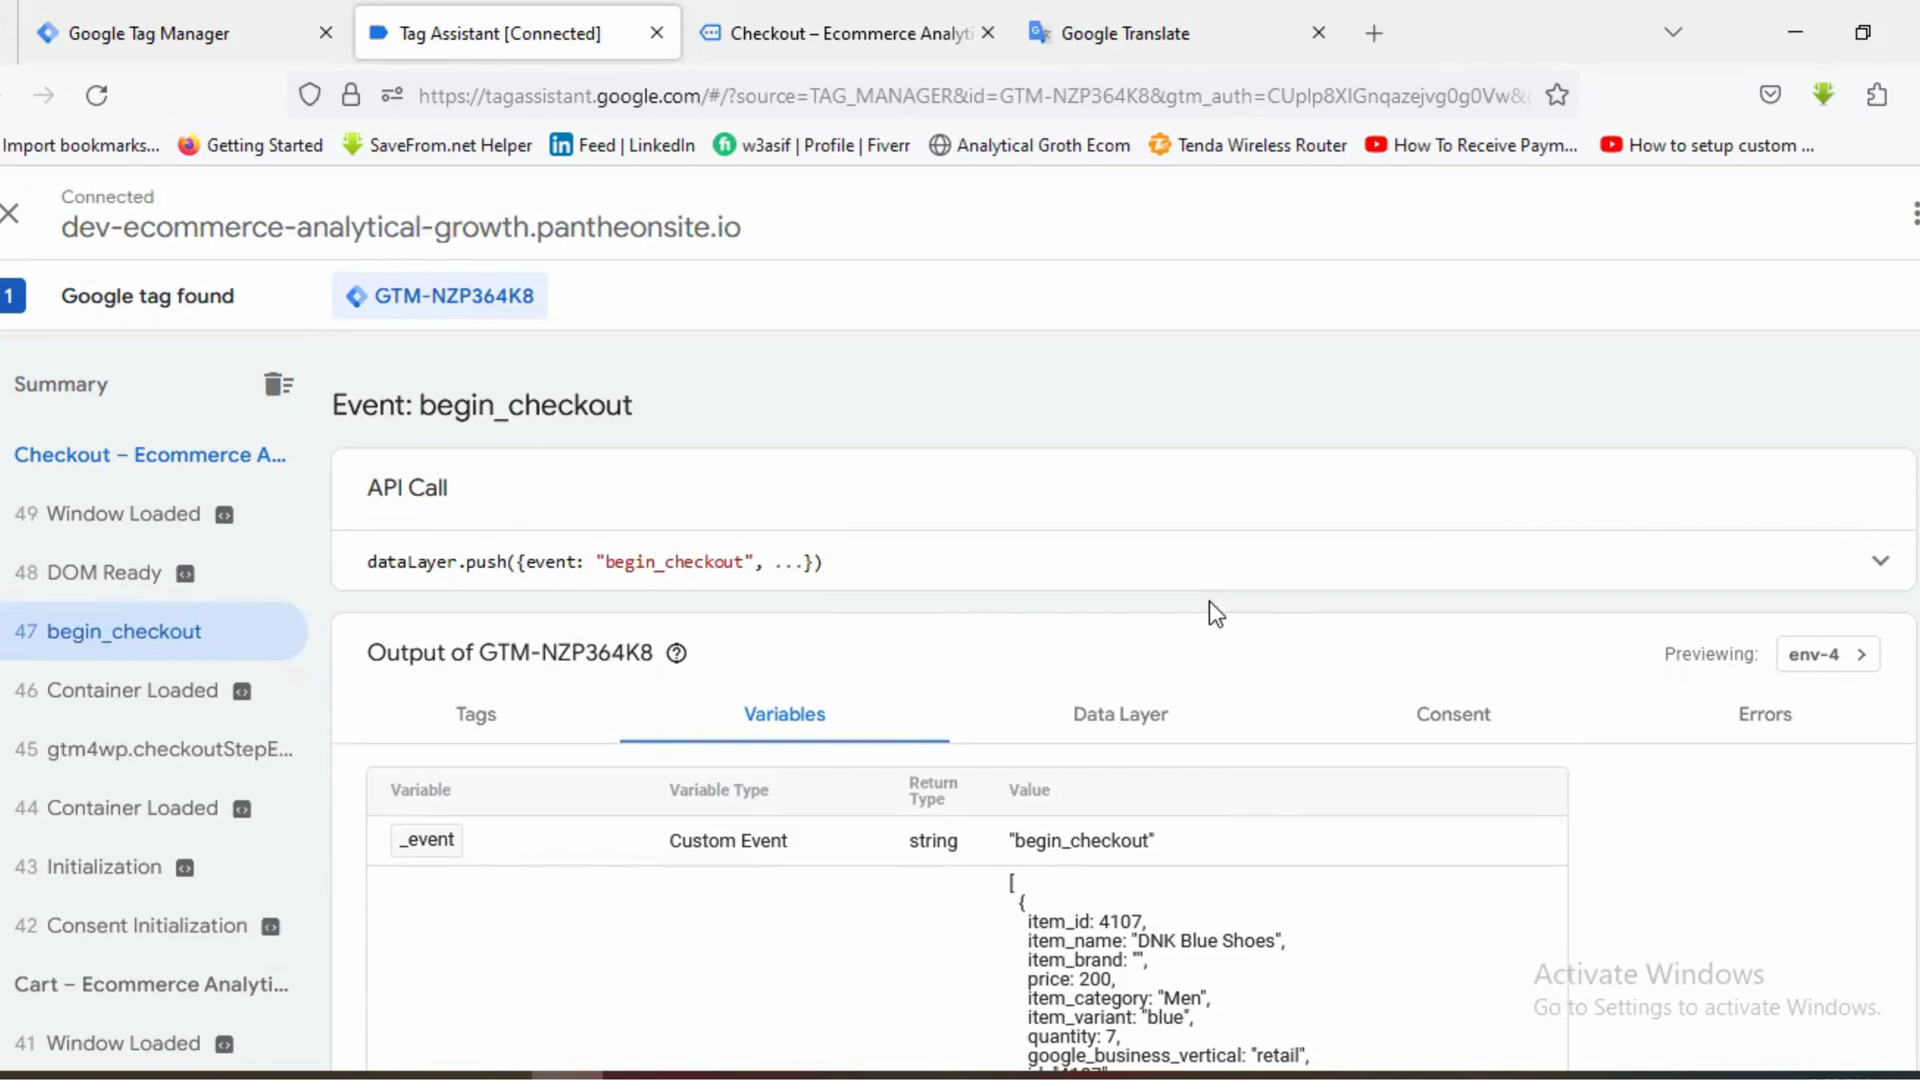 Google Tag Manager
Tag Assistant [Connected]
Checkout – Ecommerce Analyti
Google Translate
https://tagassistant.google.com/#/?source=TAG_MANAGER&id=GTM-NZP364K8&gtm_auth=CUplp8XlGnqazejvg0g0Vw&
Import bookmarks...
Getting Started
SaveFrom.net Helper
Feed | LinkedIn
w3asif | Profile | Fiverr
Analytical Groth Ecom
Tenda Wireless Router
How To Receive Paym...
How to setup custom ...
Connected
dev-ecommerce-analytical-growth.pantheonsite.io
1
Google tag found
GTM-NZP364K8
Summary
Checkout – Ecommerce A...
49 Window Loaded
48 DOM Ready
47 begin_checkout
46 Container Loaded
45 gtm4wp.checkoutStepE...
44 Container Loaded
43 Initialization
42 Consent Initialization
Cart – Ecommerce Analyti...
41 Window Loaded
Event: begin_checkout
API Call
dataLayer.push({event: "begin_checkout", ...})
Output of GTM-NZP364K8
Previewing: env-4
Tags
Variables
Data Layer
Consent
Errors
Variable
Variable Type
Return Type
Value
_event
Custom Event
string
"begin_checkout"
[
{
item_id: 4107,
item_name: "DNK Blue Shoes",
item_brand: "",
price: 200,
item_category: "Men",
item_variant: "blue",
quantity: 7,
google_business_vertical: "retail",
Activate Windows
Go to Settings to activate Windows.